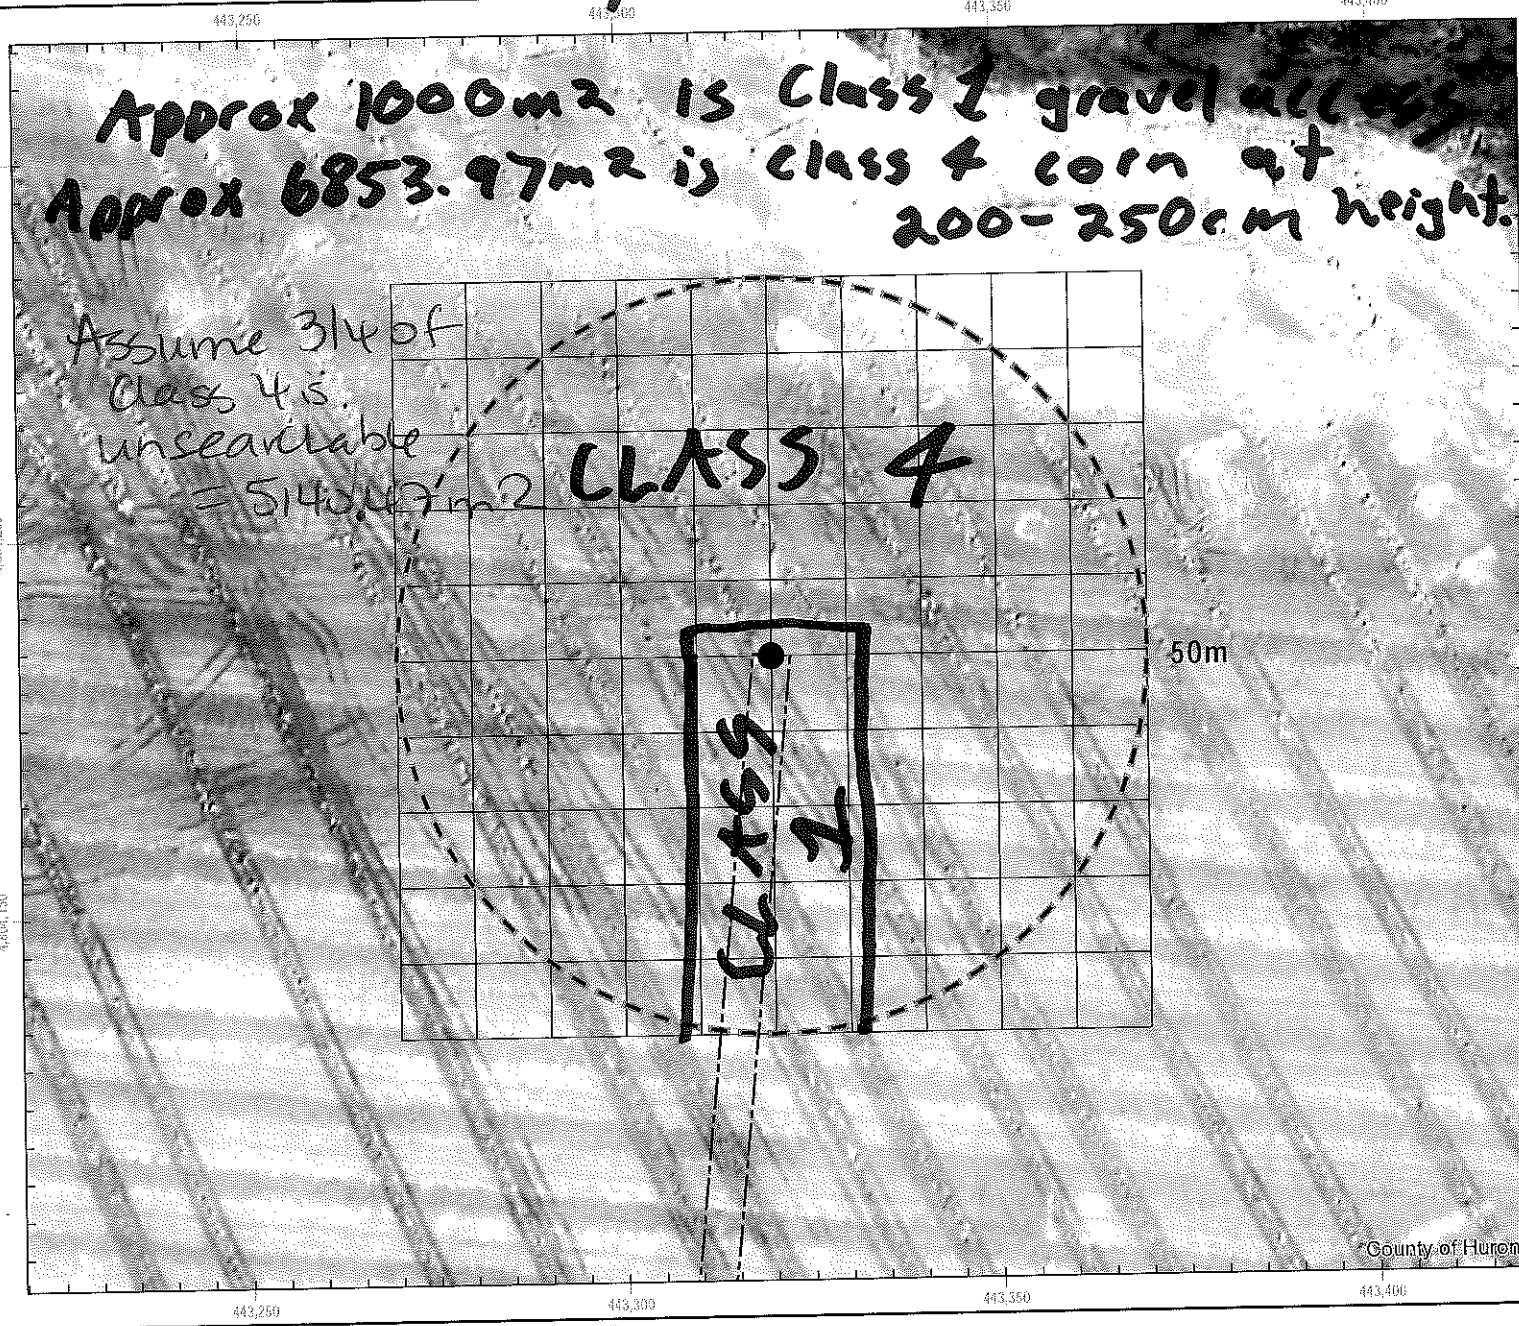 443,250 443,300 443,350
Approx 1000m2 is Class 1 gravel access
Approx 6853.97m2 is class 4 corn at
200-250cm height.
Assume 3/4 of
Class 4 is
unsearchable
= 5140.47m2
CLASS 4
50m
CLASS
1
County of Huron
443,250 443,300 443,350 443,400